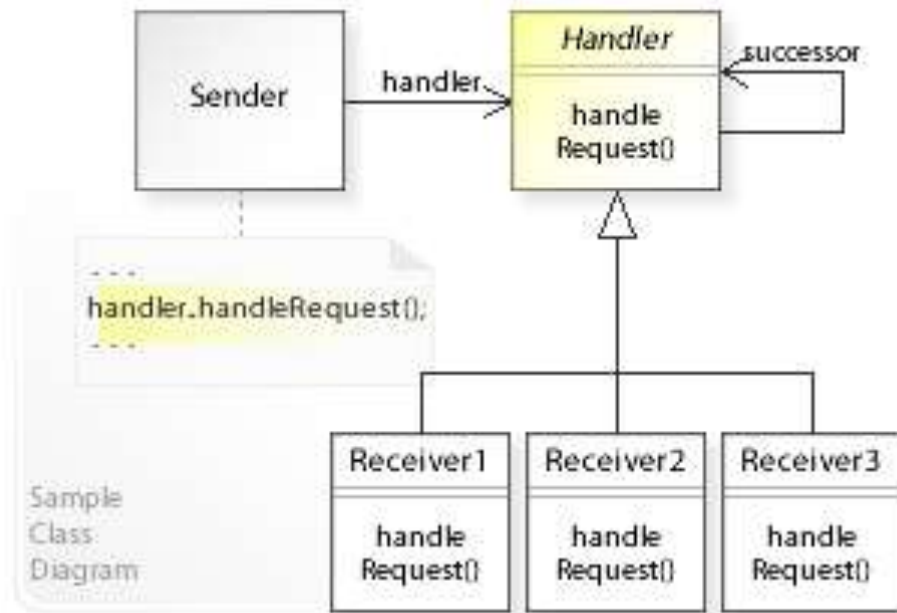 Sender
handler
Handler
successor
handle
Request()
- - -
handler.handleRequest();
- - -
Receiver1
handle
Request()
Receiver2
handle
Request()
Receiver3
handle
Request()
Sample
Class
Diagram